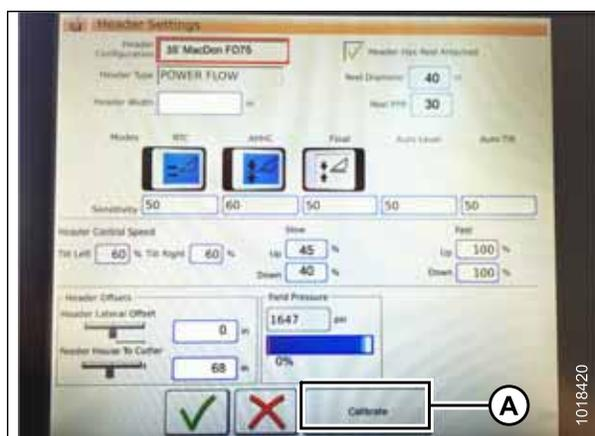 Header Settings
Header Configuration 35' MacDon FD75
Header Has Reel Attached
Header Type POWER FLOW
Reel Diameter 40 in
Header Width in
Reel PPR 30
Modes RTC AHHC Float Auto Level Auto Tilt
Sensitivity 50 60 50 50 50
Header Control Speed
Slow
Fast
Tilt Left 60 % Tilt Right 60 %
Up 45 %
Up 100 %
Down 40 %
Down 100 %
Header Offsets
Header Lateral Offset
0 in
Feeder House To Cutter
68 in
Field Pressure
1647 psi
0%
Calibrate
A
1018420